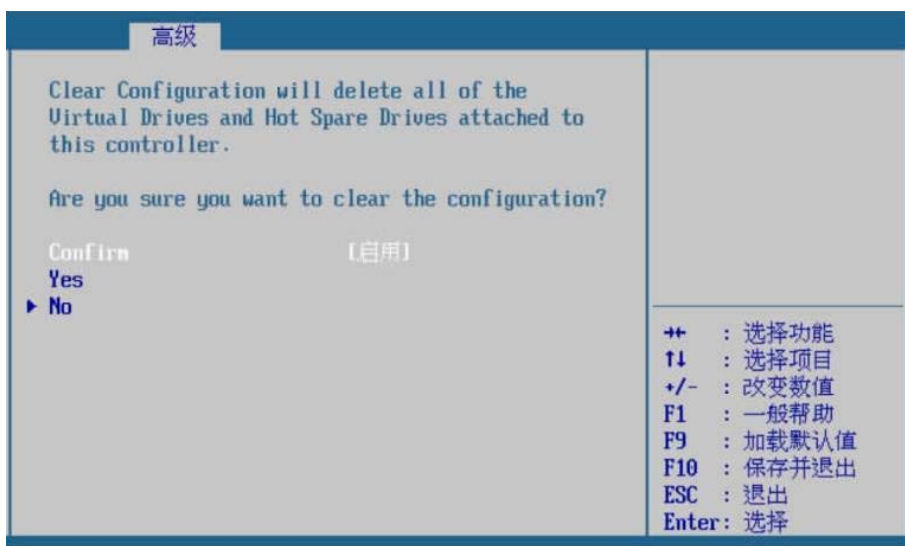 高级
Clear Configuration will delete all of the
Virtual Drives and Hot Spare Drives attached to
this controller.
Are you sure you want to clear the configuration?
Confirm [启用]
Yes
No
→← : 选择功能
↑↓ : 选择项目
+/- : 改变数值
F1 : 一般帮助
F9 : 加载默认值
F10 : 保存并退出
ESC : 退出
Enter: 选择